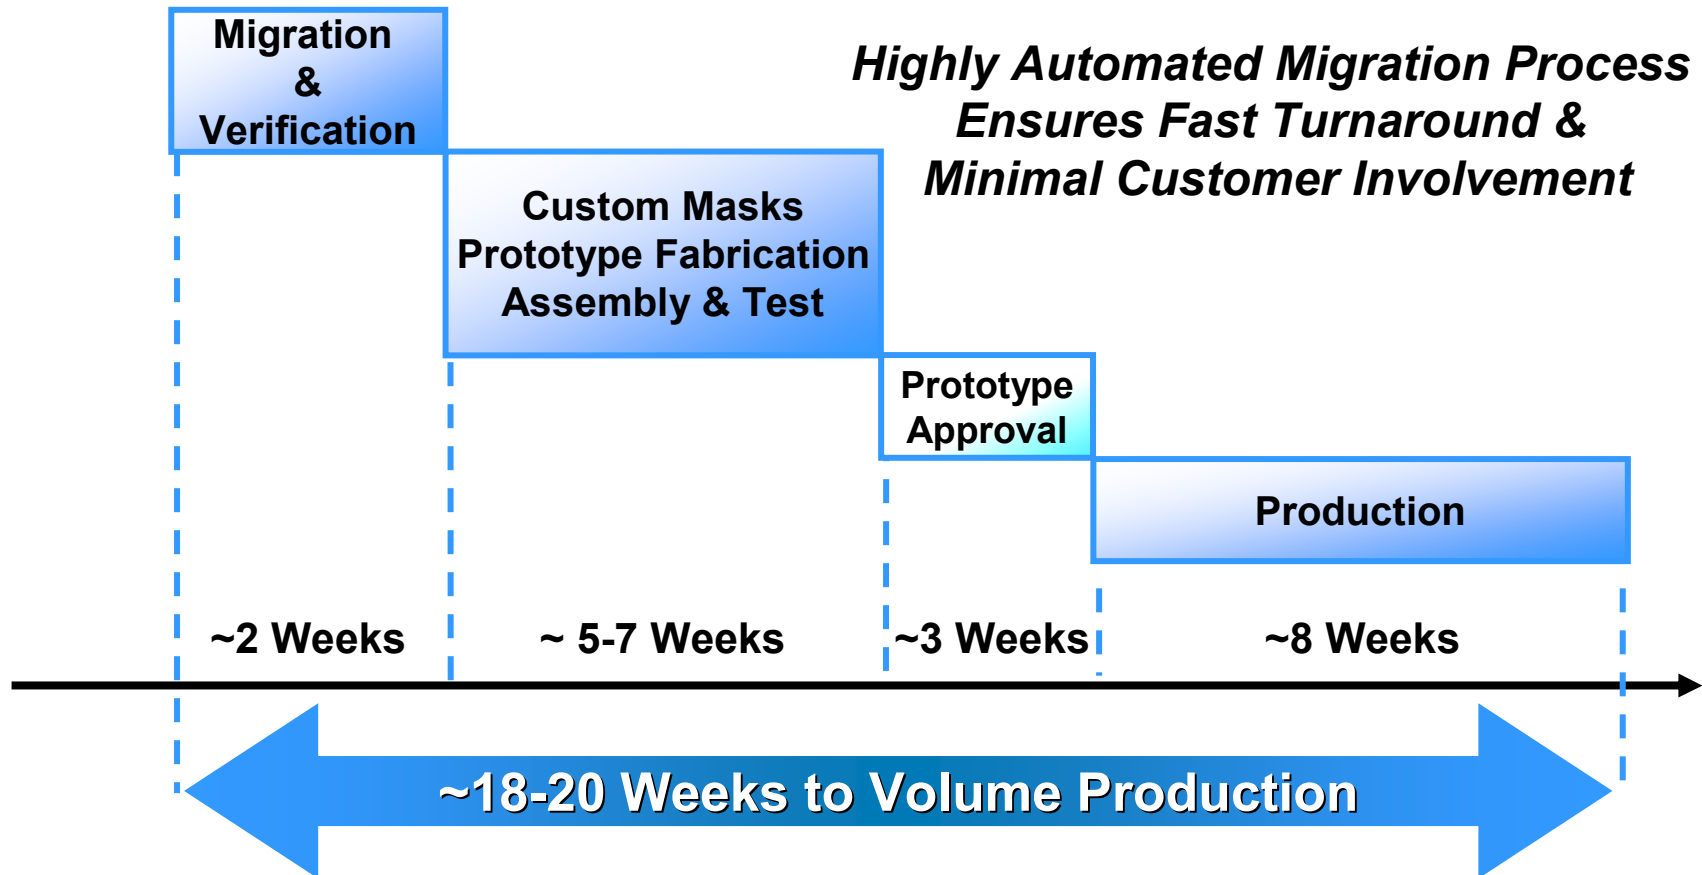 Migration
&
Verification
Highly Automated Migration Process
Ensures Fast Turnaround &
Minimal Customer Involvement
Custom Masks
Prototype Fabrication
Assembly & Test
Prototype
Approval
Production
~2 Weeks
~ 5-7 Weeks
~3 Weeks
~8 Weeks
~18-20 Weeks to Volume Production